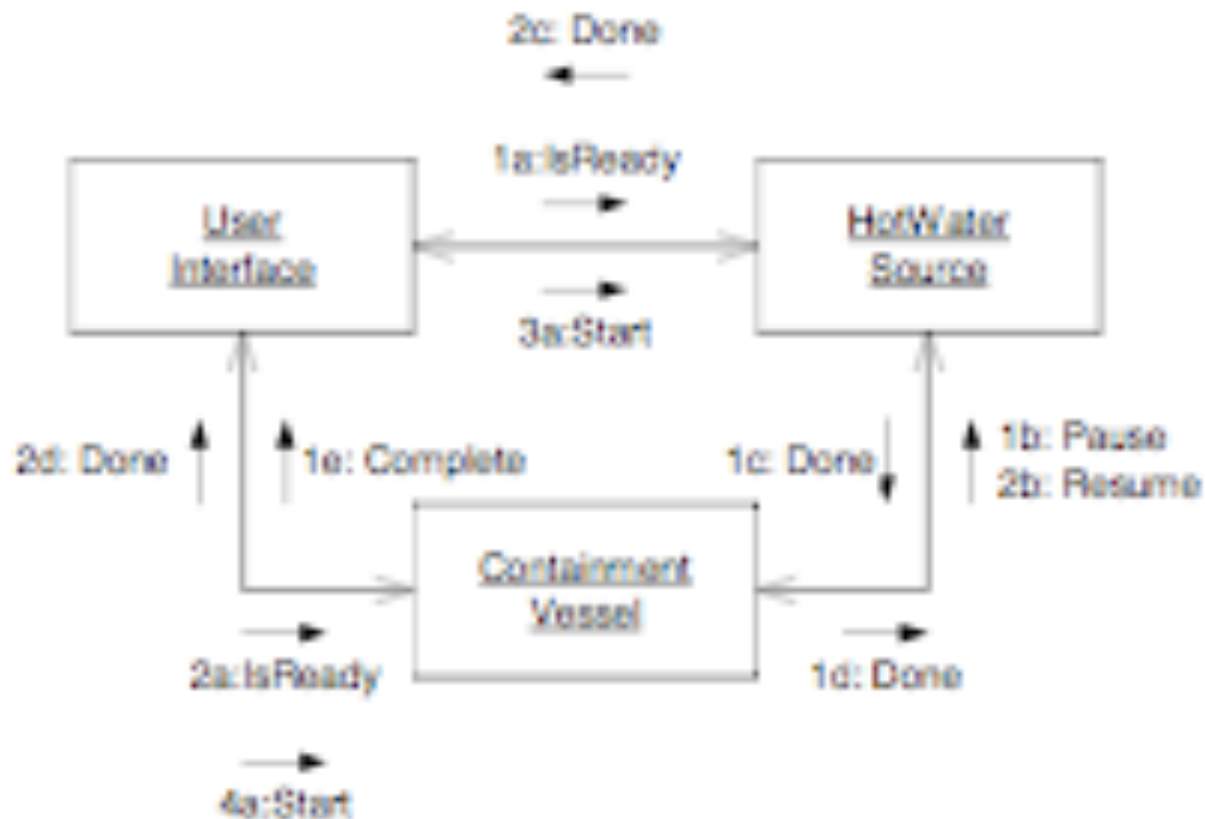 2c: Done
1a:IsReady
User
Interface
HotWater
Source
3a:Start
2d: Done
1e: Complete
1c: Done
1b: Pause
2b: Resume
Containment
Vessel
2a:IsReady
1d: Done
4a:Start